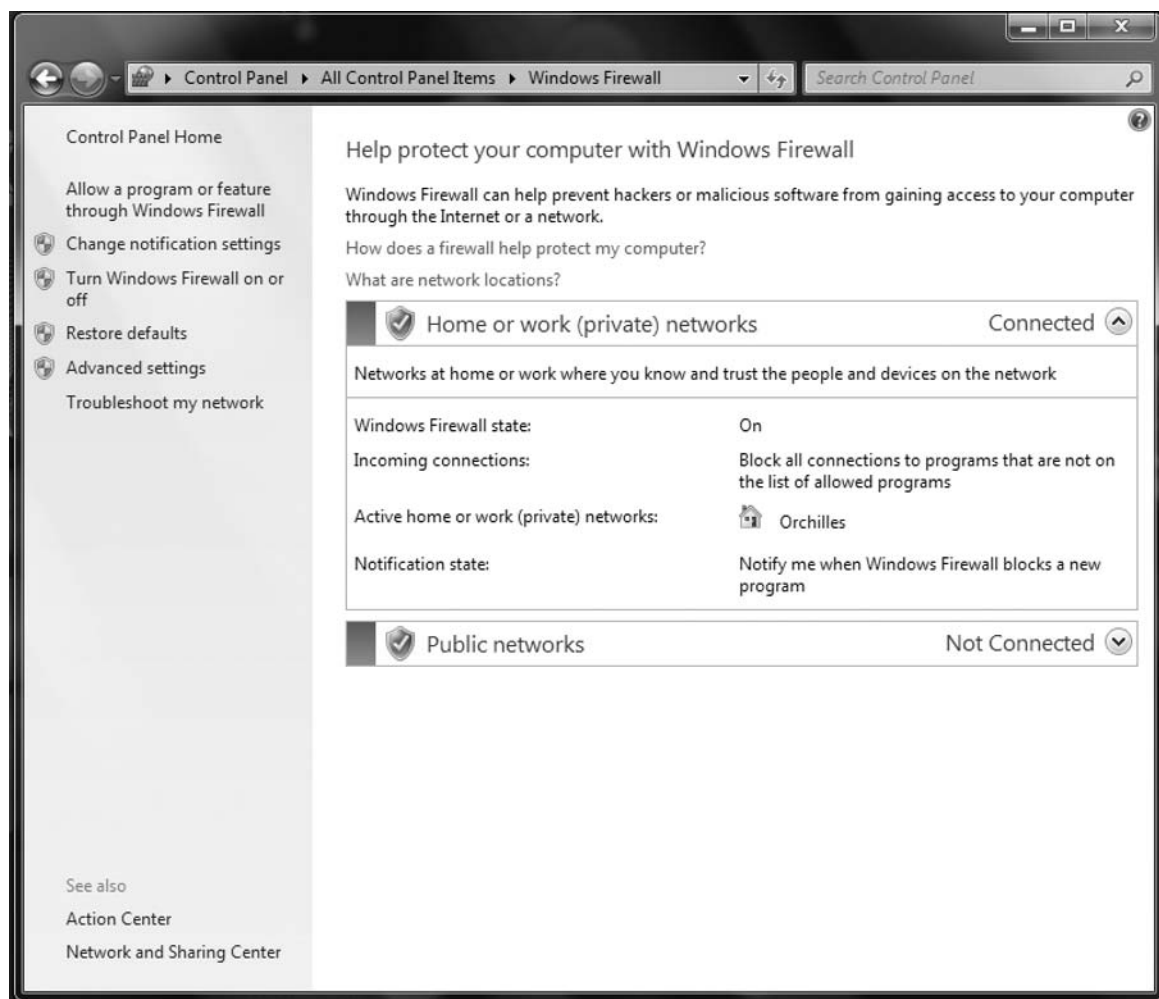 Control Panel ▸ All Control Panel Items ▸ Windows Firewall
Search Control Panel
Control Panel Home
Allow a program or feature
through Windows Firewall
Change notification settings
Turn Windows Firewall on or
off
Restore defaults
Advanced settings
Troubleshoot my network
See also
Action Center
Network and Sharing Center
Help protect your computer with Windows Firewall
Windows Firewall can help prevent hackers or malicious software from gaining access to your computer
through the Internet or a network.
How does a firewall help protect my computer?
What are network locations?
Home or work (private) networks Connected
Networks at home or work where you know and trust the people and devices on the network
Windows Firewall state: On
Incoming connections: Block all connections to programs that are not on
the list of allowed programs
Active home or work (private) networks: Orchilles
Notification state: Notify me when Windows Firewall blocks a new
program
Public networks Not Connected